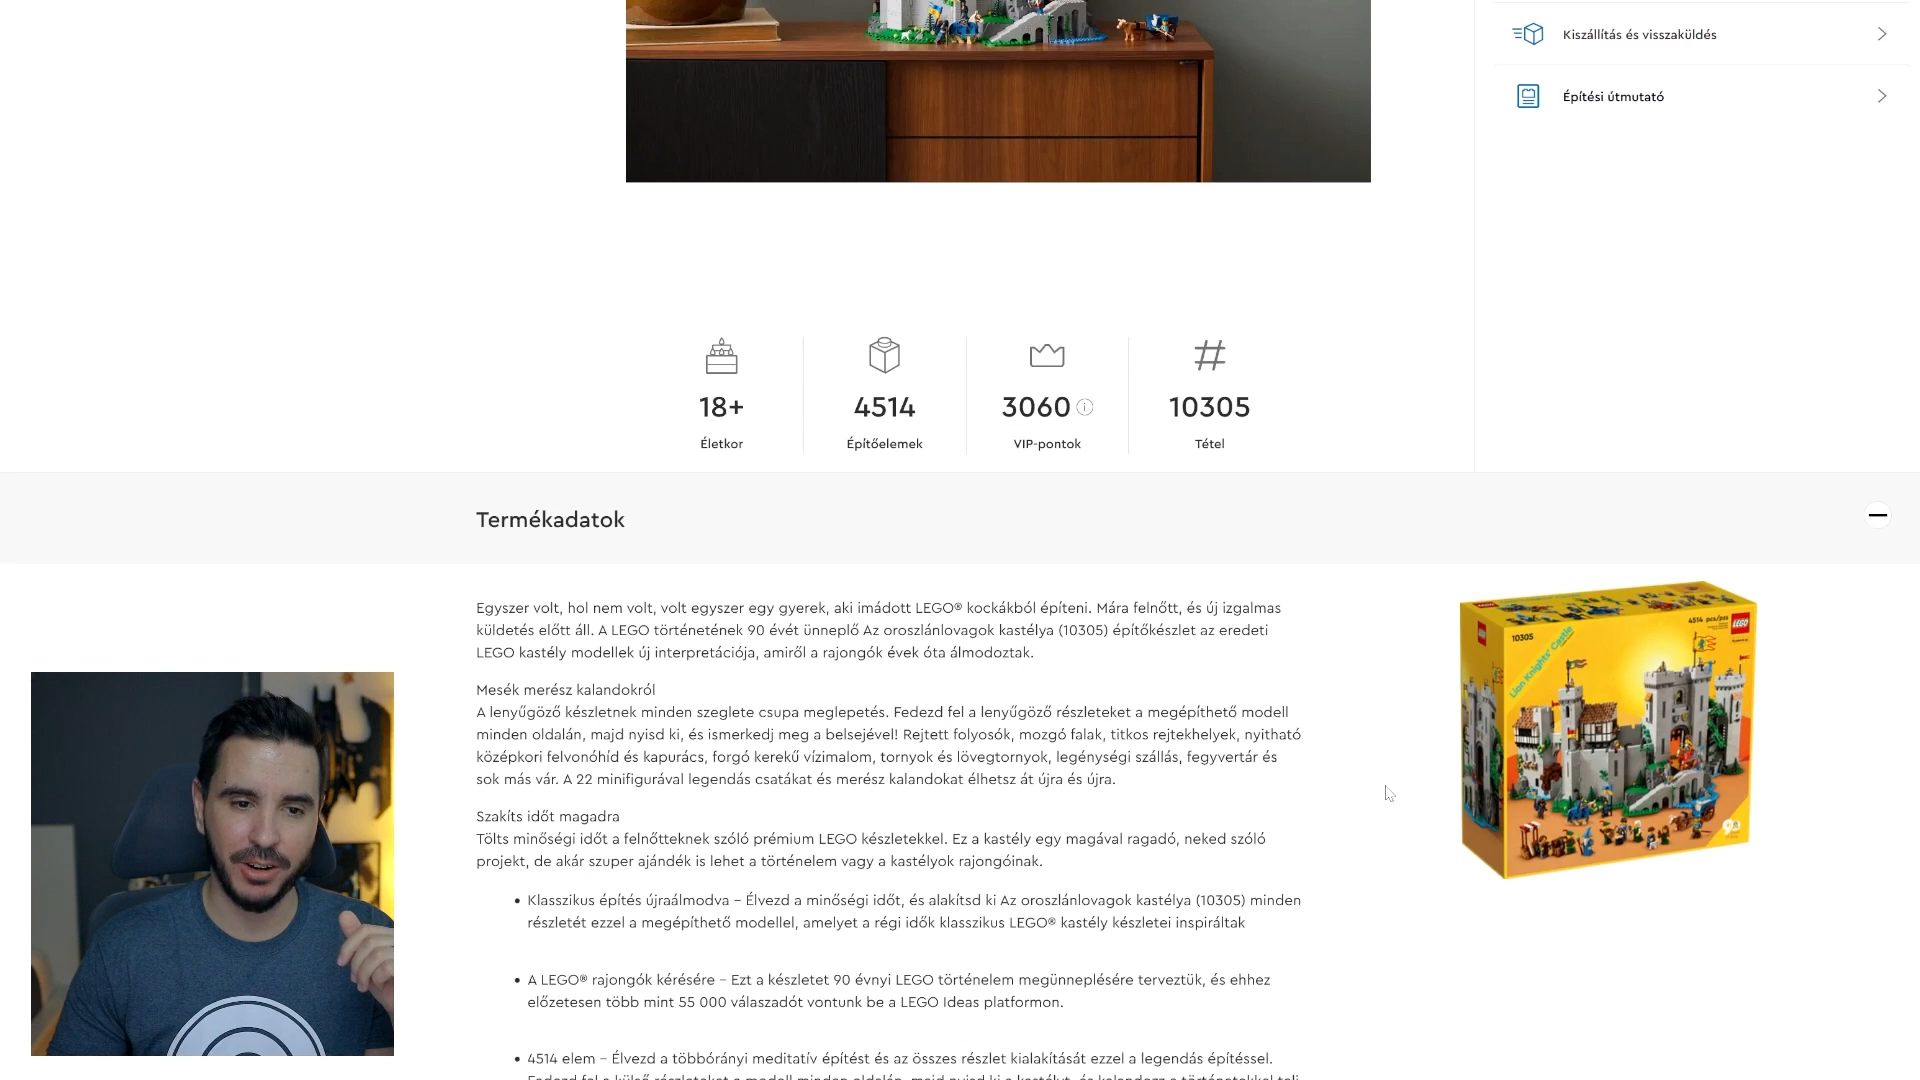 Kiszállítás és visszaküldés
Építési útmutató
18+
4514
3060
10305
Életkor
Építőelemek
VIP-pontok
Tétel
Termékadatok
Egyszer volt, hol nem volt, volt egyszer egy gyerek, aki imádott LEGO® kockákból építeni. Mára felnőtt, és új izgalmas
küldetés előtt áll. A LEGO történetének 90 évét ünneplő Az oroszlánlovagok kastélya (10305) építőkészlet az eredeti
LEGO kastély modellek új interpretációja, amiről a rajongók évek óta álmodoztak.
Mesék merész kalandokról
A lenyűgöző készletnek minden szeglete csupa meglepetés. Fedezd fel a lenyűgöző részleteket a megépíthető modell
minden oldalán, majd nyisd ki, és ismerkedj meg a belsejével! Rejtett folyosók, mozgó falak, titkos rejtekhelyek, nyitható
középkori felvonóhíd és kapurács, forgó kerekű vízimalom, tornyok és lövegtornyok, legénységi szállás, fegyvertár és
sok más vár. A 22 minifigurával legendás csatákat és merész kalandokat élhetsz át újra és újra.
Szakíts időt magadra
Tölts minőségi időt a felnőtteknek szóló prémium LEGO készletekkel. Ez a kastély egy magával ragadó, neked szóló
projekt, de akár szuper ajándék is lehet a történelem vagy a kastélyok rajongóinak.
• Klasszikus építés újraálmodva – Élvezd a minőségi időt, és alakítsd ki Az oroszlánlovagok kastélya (10305) minden
részletét ezzel a megépíthető modellel, amelyet a régi idők klasszikus LEGO® kastély készletei inspiráltak
• A LEGO® rajongók kérésére – Ezt a készletet 90 évnyi LEGO történelem megünneplésére terveztük, és ehhez
előzetesen több mint 55 000 válaszadót vontunk be a LEGO Ideas platformon.
• 4514 elem – Élvezd a többórányi meditatív építést és az összes részlet kialakítását ezzel a legendás építéssel.
10305
Lion Knights' Castle
4514 pcs/pzs
LEGO